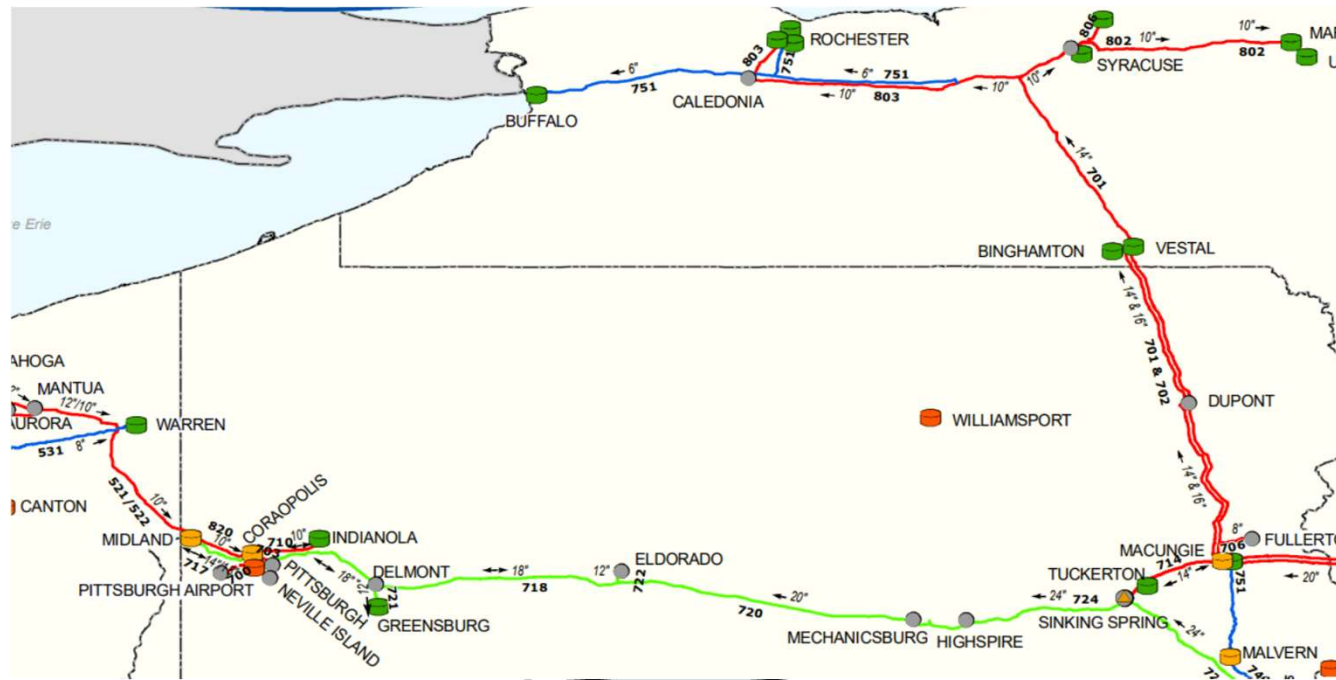 ROCHESTER
803
751
6"
751
6"
751
10"
803
10"
10"
CALEDONIA
BUFFALO
806
10"
802
10"
802
SYRACUSE
14"
701
BINGHAMTON
VESTAL
14" & 16"
701 & 702
DUPONT
14" & 16"
e Erie
AHOGA
MANTUA
12"/10"
AURORA
WARREN
531
8"
CANTON
521/522
10"
WILLIAMSPORT
MIDLAND
820
10"
CORAOPOLIS
703
710
10"
INDIANOLA
717
14"
700
PITTSBURGH AIRPORT
PITTSBURGH
NEVILLE ISLAND
18"
12"
DELMONT
721
GREENSBURG
18"
718
12"
ELDORADO
722
20"
720
MECHANICSBURG
HIGHSPIRE
24"
724
SINKING SPRING
TUCKERTON
14"
714
MACUNGIE
8"
706
FULLERTO
751
20"
24"
MALVERN